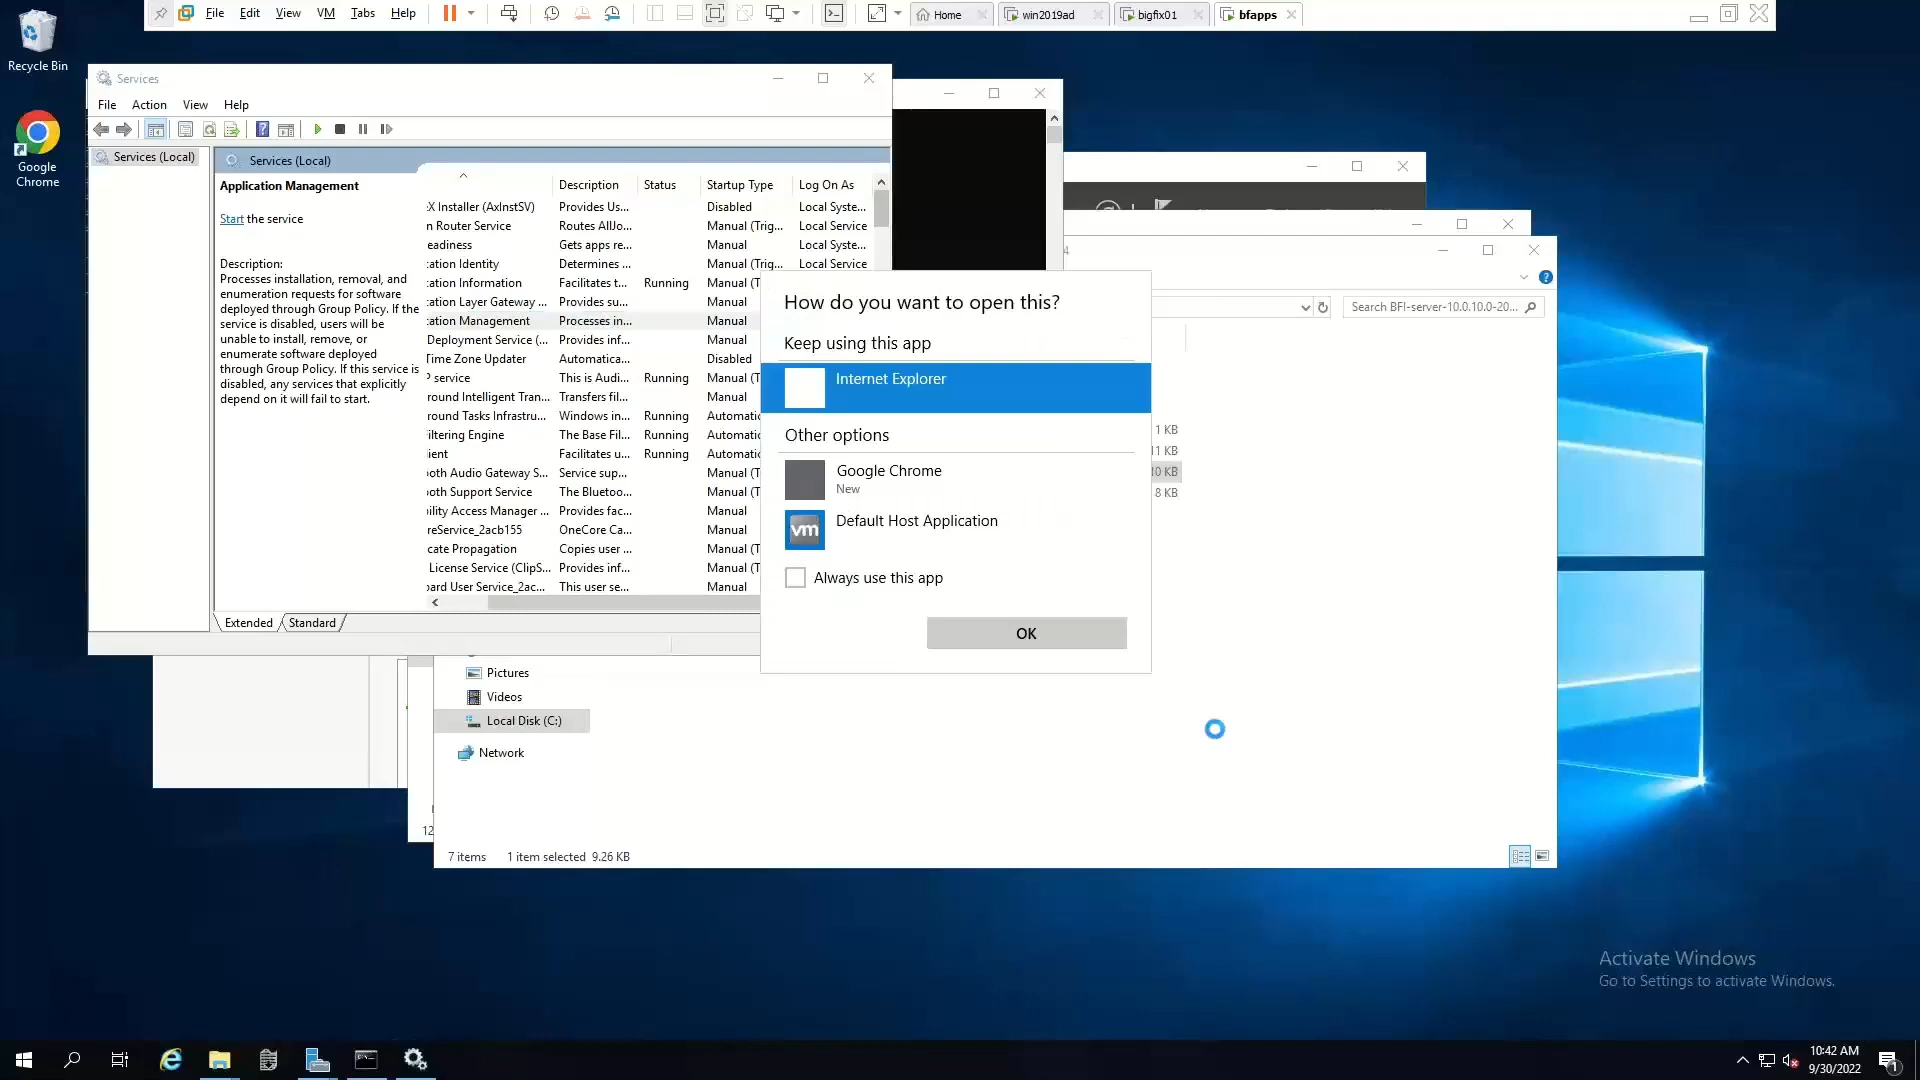 File Edit View VM Tabs Help
Home
win2019ad
bigfix01
bfapps
Recycle Bin
Google
Chrome
Services
File Action View Help
Services (Local)
Services (Local)
Application Management
Start the service
Description:
Processes installation, removal, and
enumeration requests for software
deployed through Group Policy. If the
service is disabled, users will be
unable to install, remove, or
enumerate software deployed
through Group Policy. If this service is
disabled, any services that explicitly
depend on it will fail to start.
Description Status Startup Type Log On As
X Installer (AxInstSV) Provides Us... Disabled Local Syste...
n Router Service Routes AllJo... Manual (Trig... Local Service
eadiness Gets apps re... Manual Local Syste...
ation Identity Determines ... Manual (Trig... Local Service
ation Information Facilitates t... Running Manual (T
ation Layer Gateway ... Provides su... Manual
ation Management Processes in... Manual
Deployment Service (... Provides inf... Manual
Time Zone Updater Automatica... Disabled
P service This is Audi... Running Manual (T
round Intelligent Tran... Transfers fil... Manual
round Tasks Infrastru... Windows in... Running Automatic
iltering Engine The Base Fil... Running Automatic
lient Facilitates u... Running Automatic
ooth Audio Gateway S... Service sup... Manual (T
ooth Support Service The Bluetoo... Manual (T
bility Access Manager ... Provides fac... Manual
reService_2acb155 OneCore Ca... Manual
cate Propagation Copies user ... Manual (T
License Service (ClipS... Provides inf... Manual (T
oard User Service_2ac... This user se... Manual
Extended Standard
How do you want to open this?
Keep using this app
Internet Explorer
Other options
Google Chrome
New
Default Host Application
vm
Always use this app
OK
4
Search BFI-server-10.0.10.0-20...
1 KB
11 KB
10 KB
8 KB
Pictures
Videos
Local Disk (C:)
Network
12
7 items 1 item selected 9.26 KB
Activate Windows
Go to Settings to activate Windows.
10:42 AM
9/30/2022
1